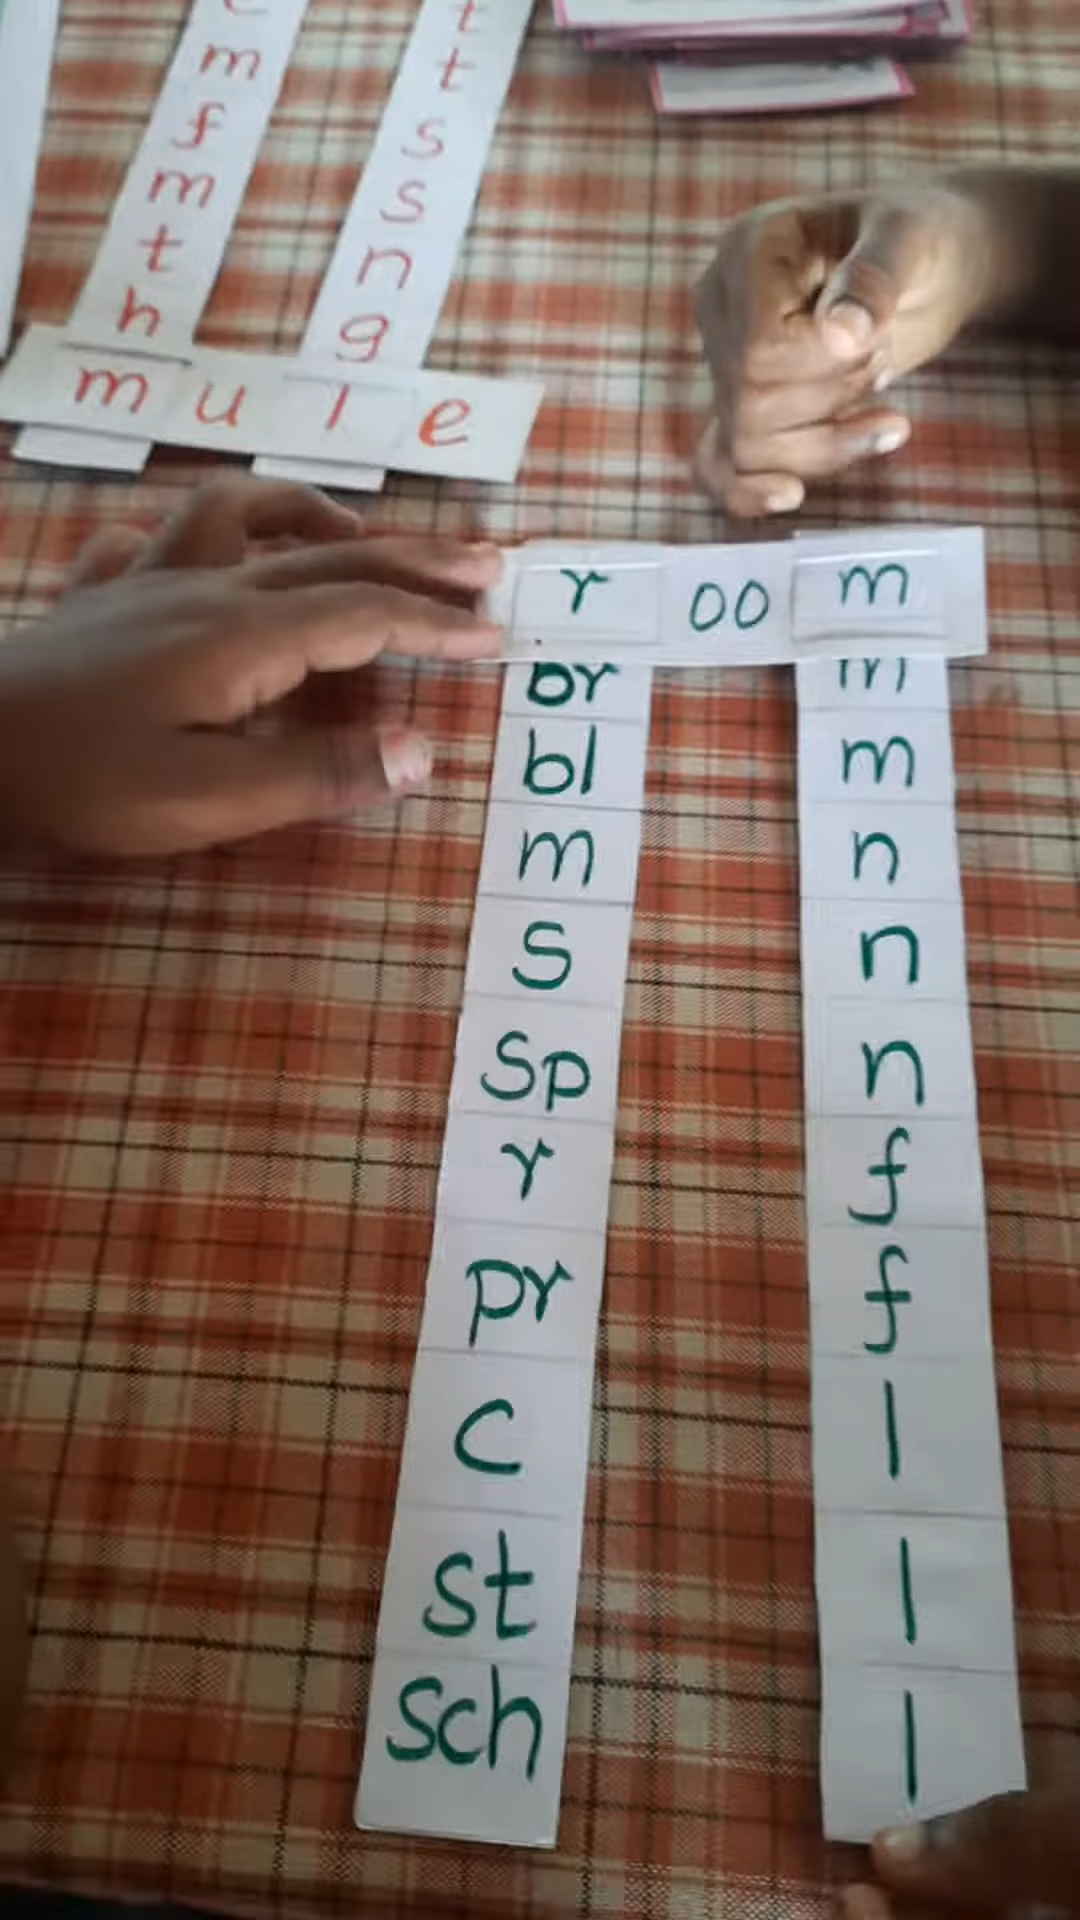 t
m t
f s
m s
t n
h g
m u l e
r oo m
br m
bl m
m n
s n
sp n
r f
pr f
c l
st l
sch l